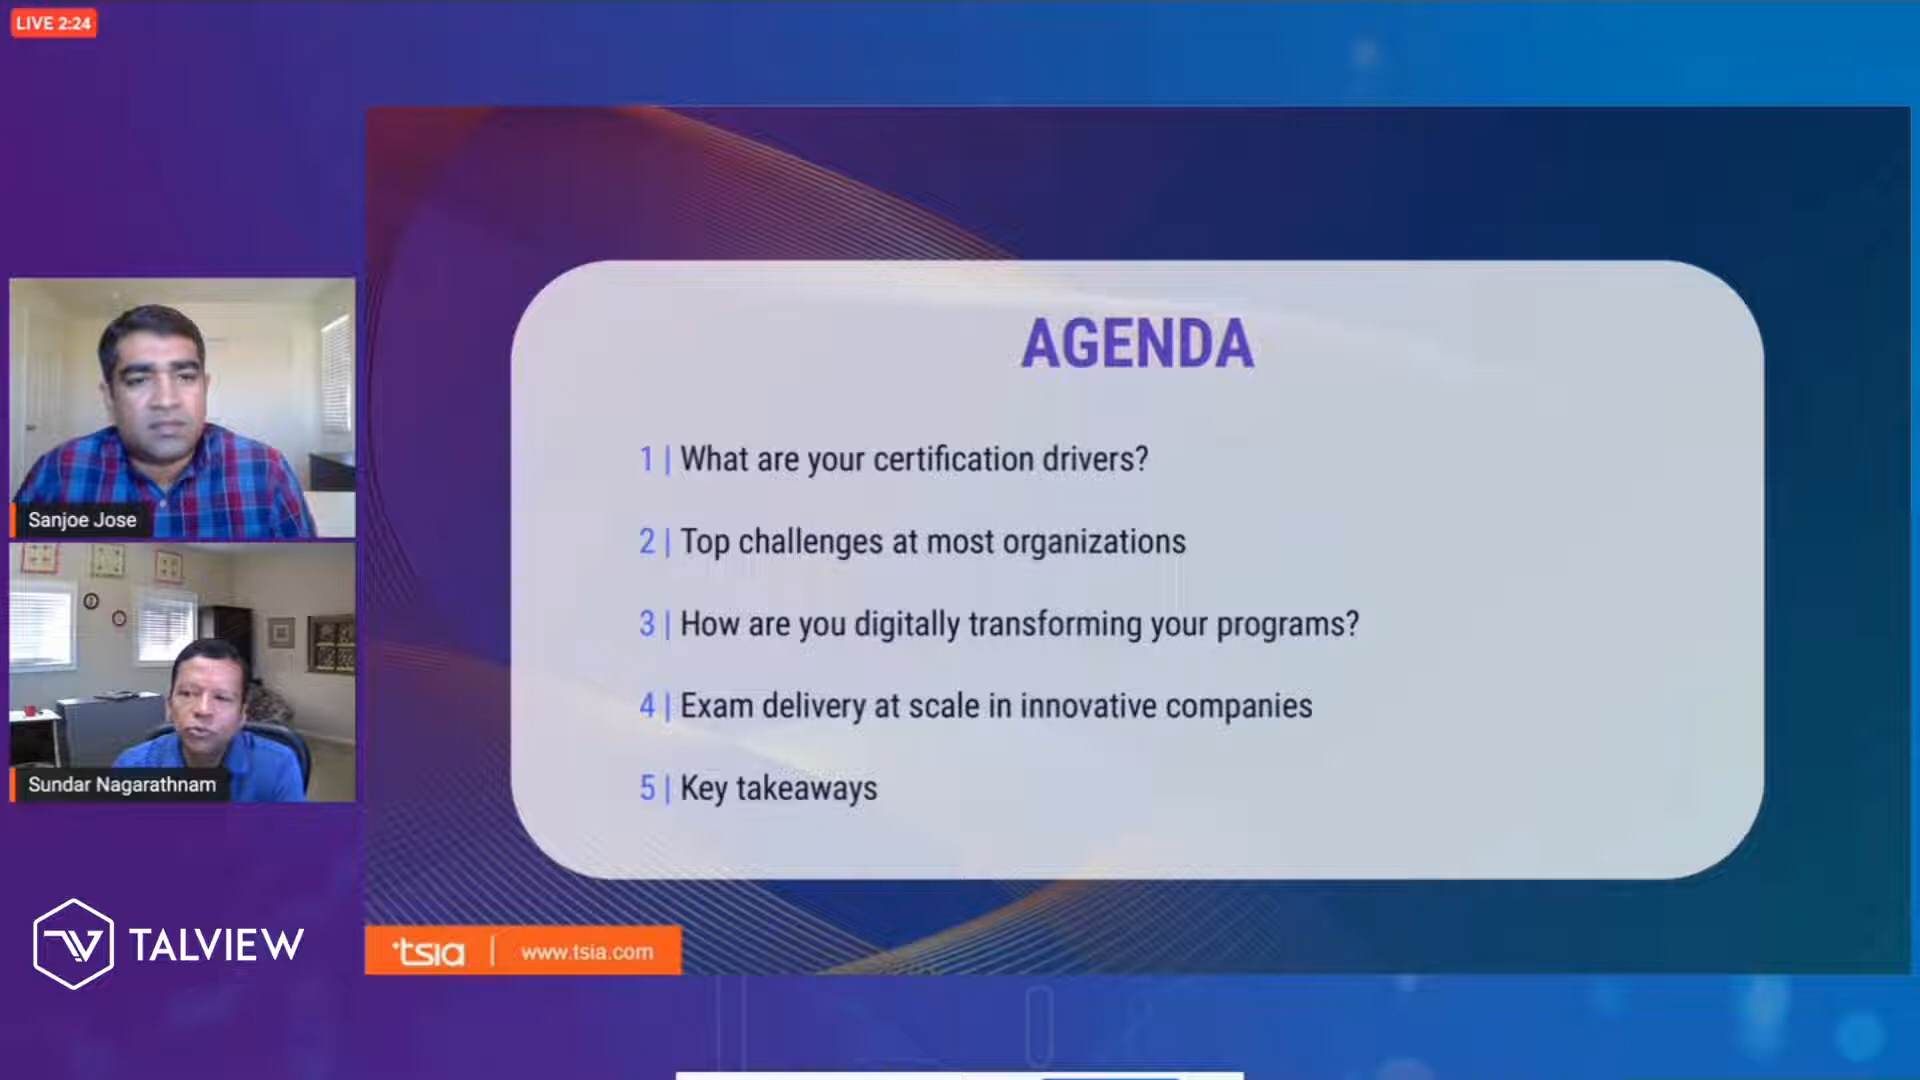 LIVE 2:24
AGENDA
1 | What are your certification drivers?
2 | Top challenges at most organizations
3 | How are you digitally transforming your programs?
4 | Exam delivery at scale in innovative companies
5 | Key takeaways
Sanjoe Jose
Sundar Nagarathnam
TALVIEW
tsia | www.tsia.com